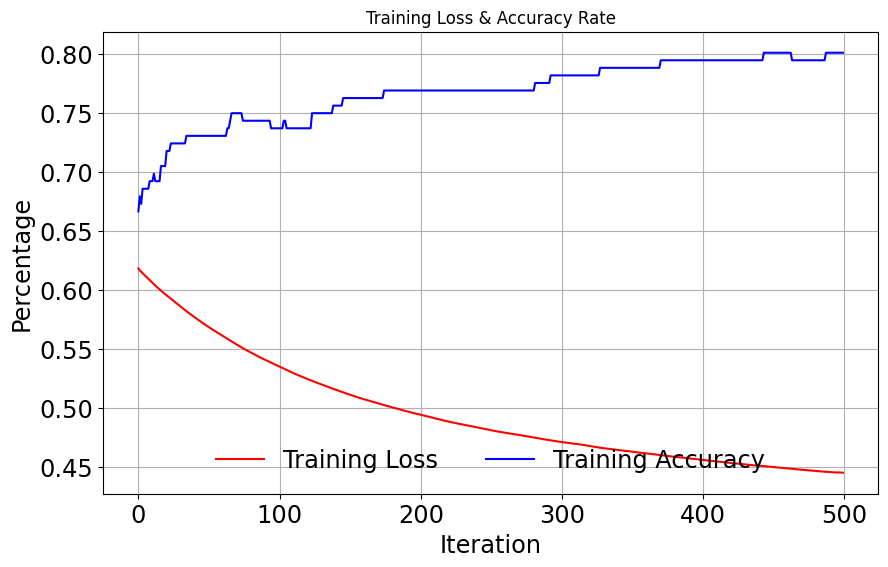 Training Loss & Accuracy Rate
0.80
0.75
0.70
0.65
0.60
0.55
0.50
0.45
Percentage
Training Loss Training Accuracy
0 100 200 300 400 500
Iteration